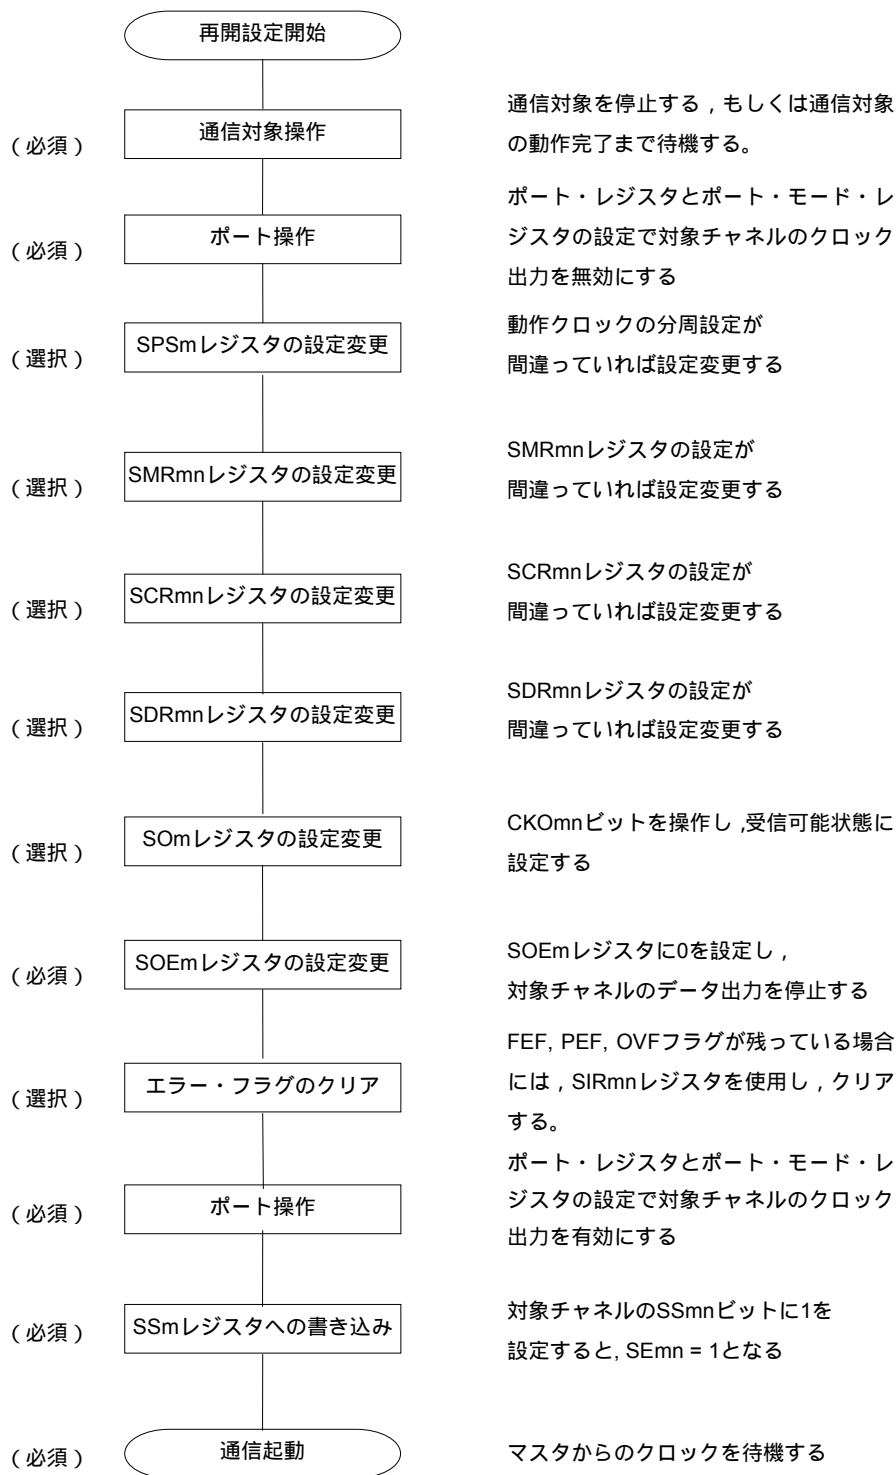 再開設定開始
（必須）
通信対象操作
通信対象を停止する，もしくは通信対象
の動作完了まで待機する。
（必須）
ポート操作
ポート・レジスタとポート・モード・レ
ジスタの設定で対象チャネルのクロック
出力を無効にする
（選択）
SPSmレジスタの設定変更
動作クロックの分周設定が
間違っていれば設定変更する
（選択）
SMRmnレジスタの設定変更
SMRmnレジスタの設定が
間違っていれば設定変更する
（選択）
SCRmnレジスタの設定変更
SCRmnレジスタの設定が
間違っていれば設定変更する
（選択）
SDRmnレジスタの設定変更
SDRmnレジスタの設定が
間違っていれば設定変更する
（選択）
SOmレジスタの設定変更
CKOmnビットを操作し，受信可能状態に
設定する
（必須）
SOEmレジスタの設定変更
SOEmレジスタに0を設定し，
対象チャネルのデータ出力を停止する
（選択）
エラー・フラグのクリア
FEF, PEF, OVFフラグが残っている場合
には，SIRmnレジスタを使用し，クリア
する。
（必須）
ポート操作
ポート・レジスタとポート・モード・レ
ジスタの設定で対象チャネルのクロック
出力を有効にする
（必須）
SSmレジスタへの書き込み
対象チャネルのSSmnビットに1を
設定すると, SEmn = 1となる
（必須）
通信起動
マスタからのクロックを待機する